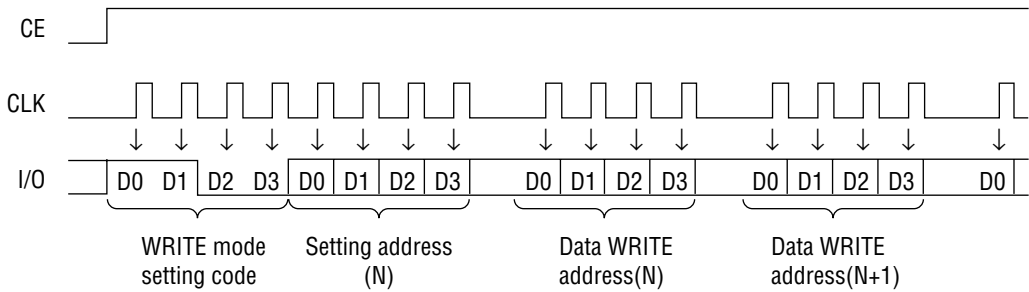 CE
CLK
I/O
D0 D1 D2 D3 D0 D1 D2 D3 D0 D1 D2 D3 D0 D1 D2 D3 D0
WRITE mode
setting code
Setting address
(N)
Data WRITE
address(N)
Data WRITE
address(N+1)